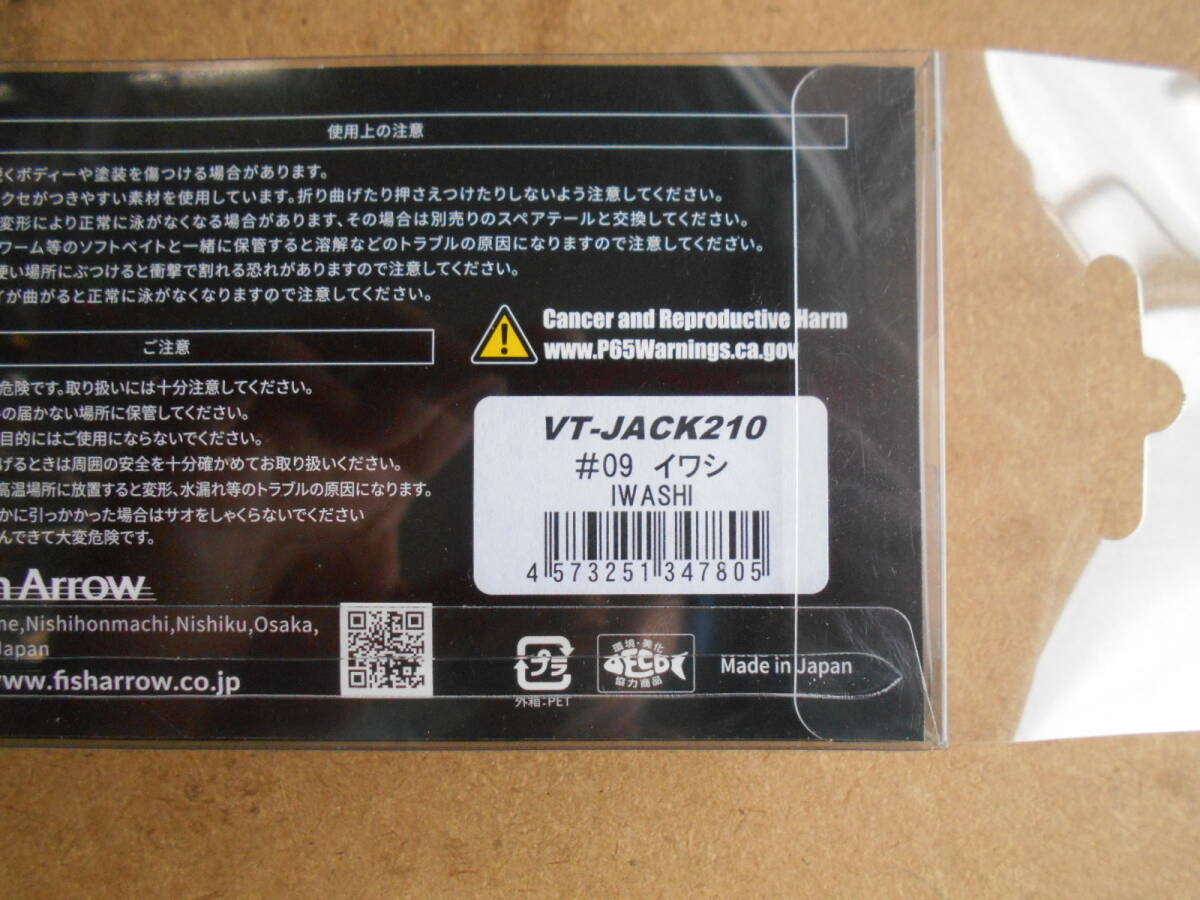 使用上の注意
くボディーや塗装を傷つける場合があります。
クセがつきやすい素材を使用しています。折り曲げたり押さえつけたりしないよう注意してください。
変形により正常に泳がなくなる場合があります、その場合は別売りのスペアテールと交換してください。
ワーム等のソフトベイトと一緒に保管すると溶解などのトラブルの原因になりますので注意してください。
硬い場所にぶつけると衝撃で割れる恐れがありますので注意してください。
が曲がると正常に泳がなくなりますので注意してください。
Cancer and Reproductive Harm
www.P65Warnings.ca.gov
ご注意
危険です。取り扱いには十分注意してください。
の届かない場所に保管してください。
目的にはご使用にならないでください。
げるときは周囲の安全を十分確かめてお取り扱いください。
高温場所に放置すると変形、水漏れ等のトラブルの原因になります。
かに引っかかった場合はサオをしゃくらないでください
んできて大変危険です。
VT-JACK210
#09 イワシ
IWASHI
4 573251 347805
h Arrow
me,Nishihonmachi,Nishiku,Osaka,
Japan
www.fisharrow.co.jp
プラ
外箱:PET
環境・美化
FECO
協力商品
Made in Japan